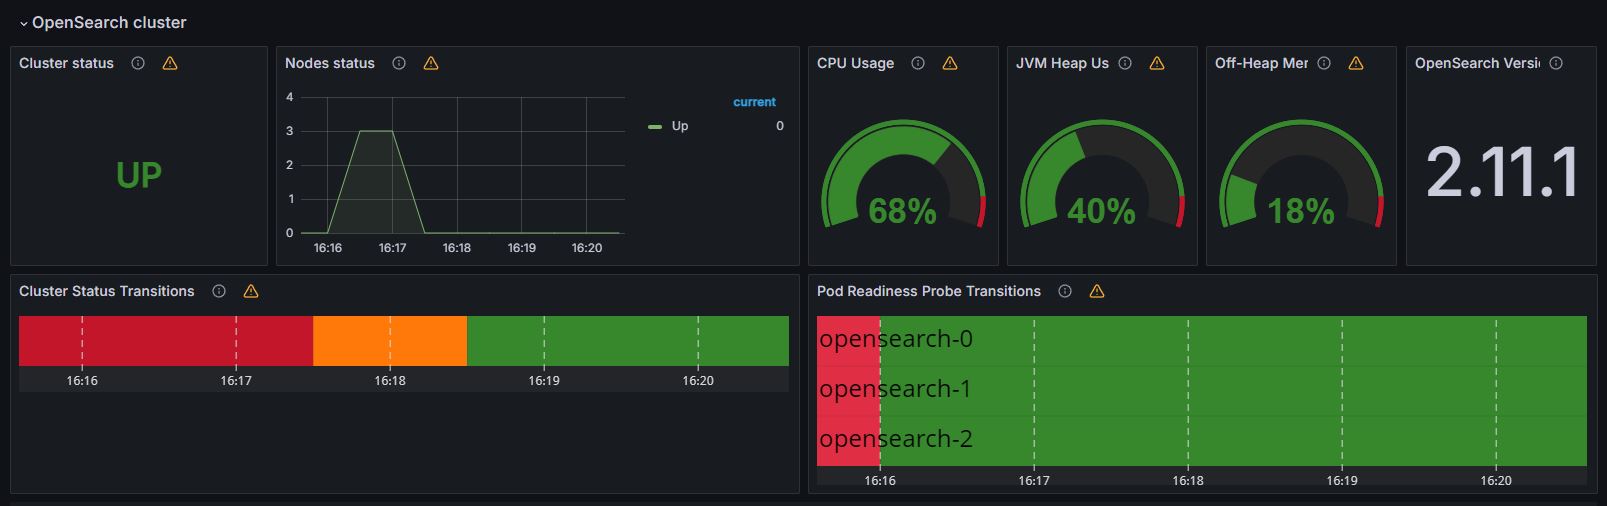 OpenSearch cluster
Cluster status
UP
Nodes status
4
3
2
1
0
16:16 16:17 16:18 16:19 16:20
current
Up 0
CPU Usage
68%
JVM Heap Us
40%
Off-Heap Mer
18%
OpenSearch Versi
2.11.1
Cluster Status Transitions
16:16 16:17 16:18 16:19 16:20
Pod Readiness Probe Transitions
opensearch-0
opensearch-1
opensearch-2
16:16 16:17 16:18 16:19 16:20